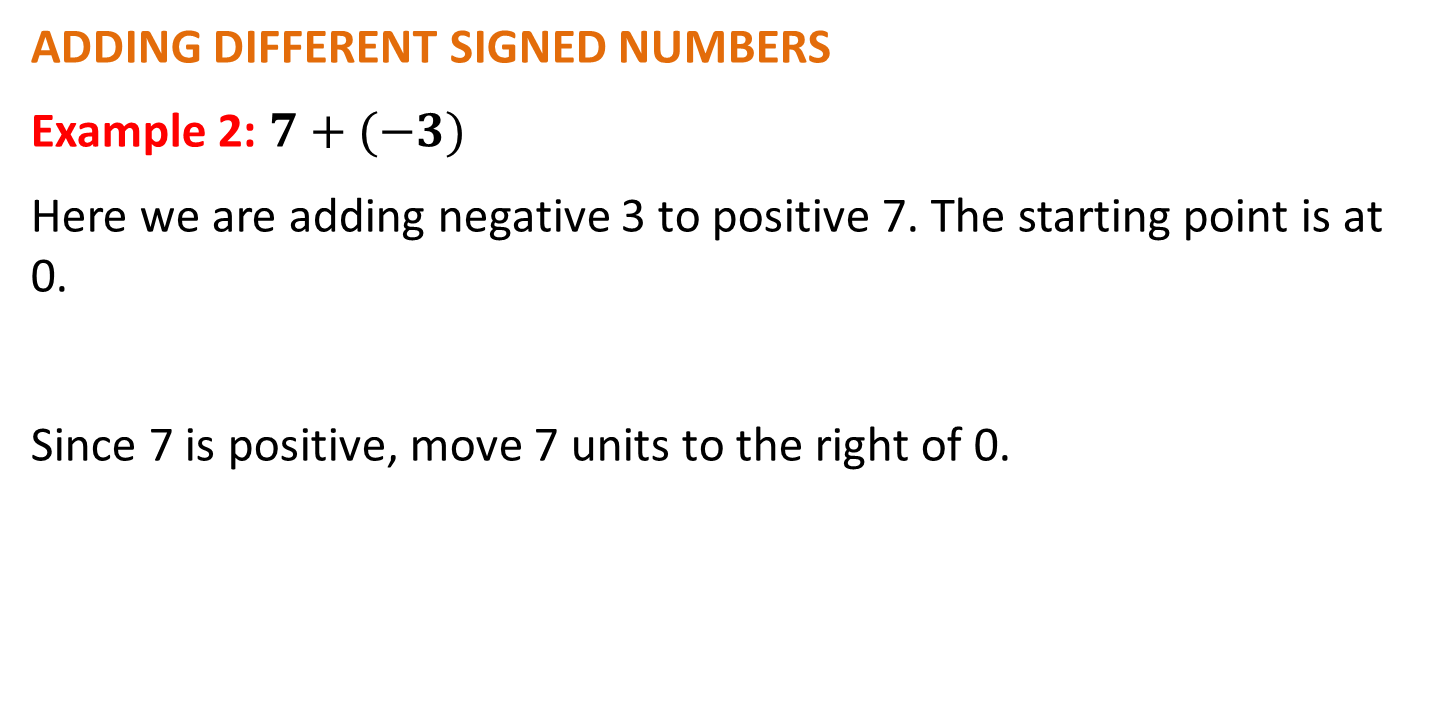 ADDING DIFFERENT SIGNED NUMBERS
Example 2: 7 + (−3)
Here we are adding negative 3 to positive 7. The starting point is at
0.
Since 7 is positive, move 7 units to the right of 0.